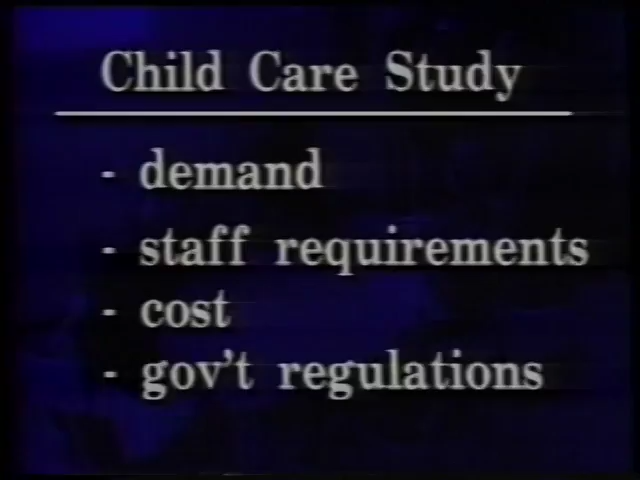 Child Care Study
- demand
- staff requirements
- cost
- gov't regulations